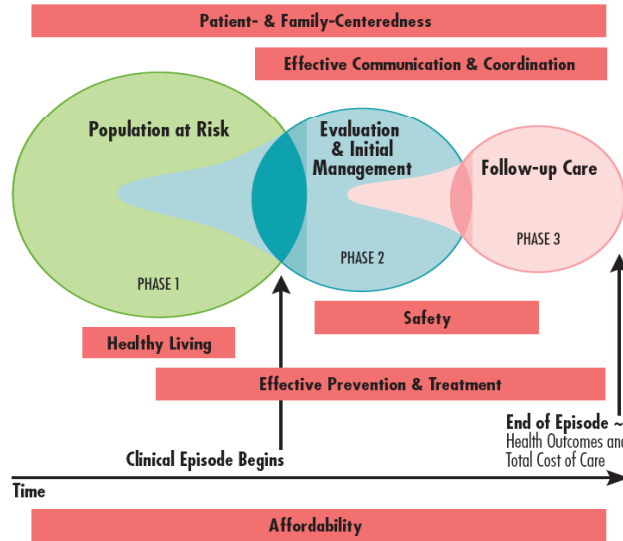 Patient- & Family-Centeredness
Effective Communication & Coordination
Population at Risk
Evaluation
& Initial
Management
Follow-up Care
PHASE 1
PHASE 2
PHASE 3
Safety
Healthy Living
Effective Prevention & Treatment
End of Episode ~
Health Outcomes and
Total Cost of Care
Clinical Episode Begins
Time
Affordability